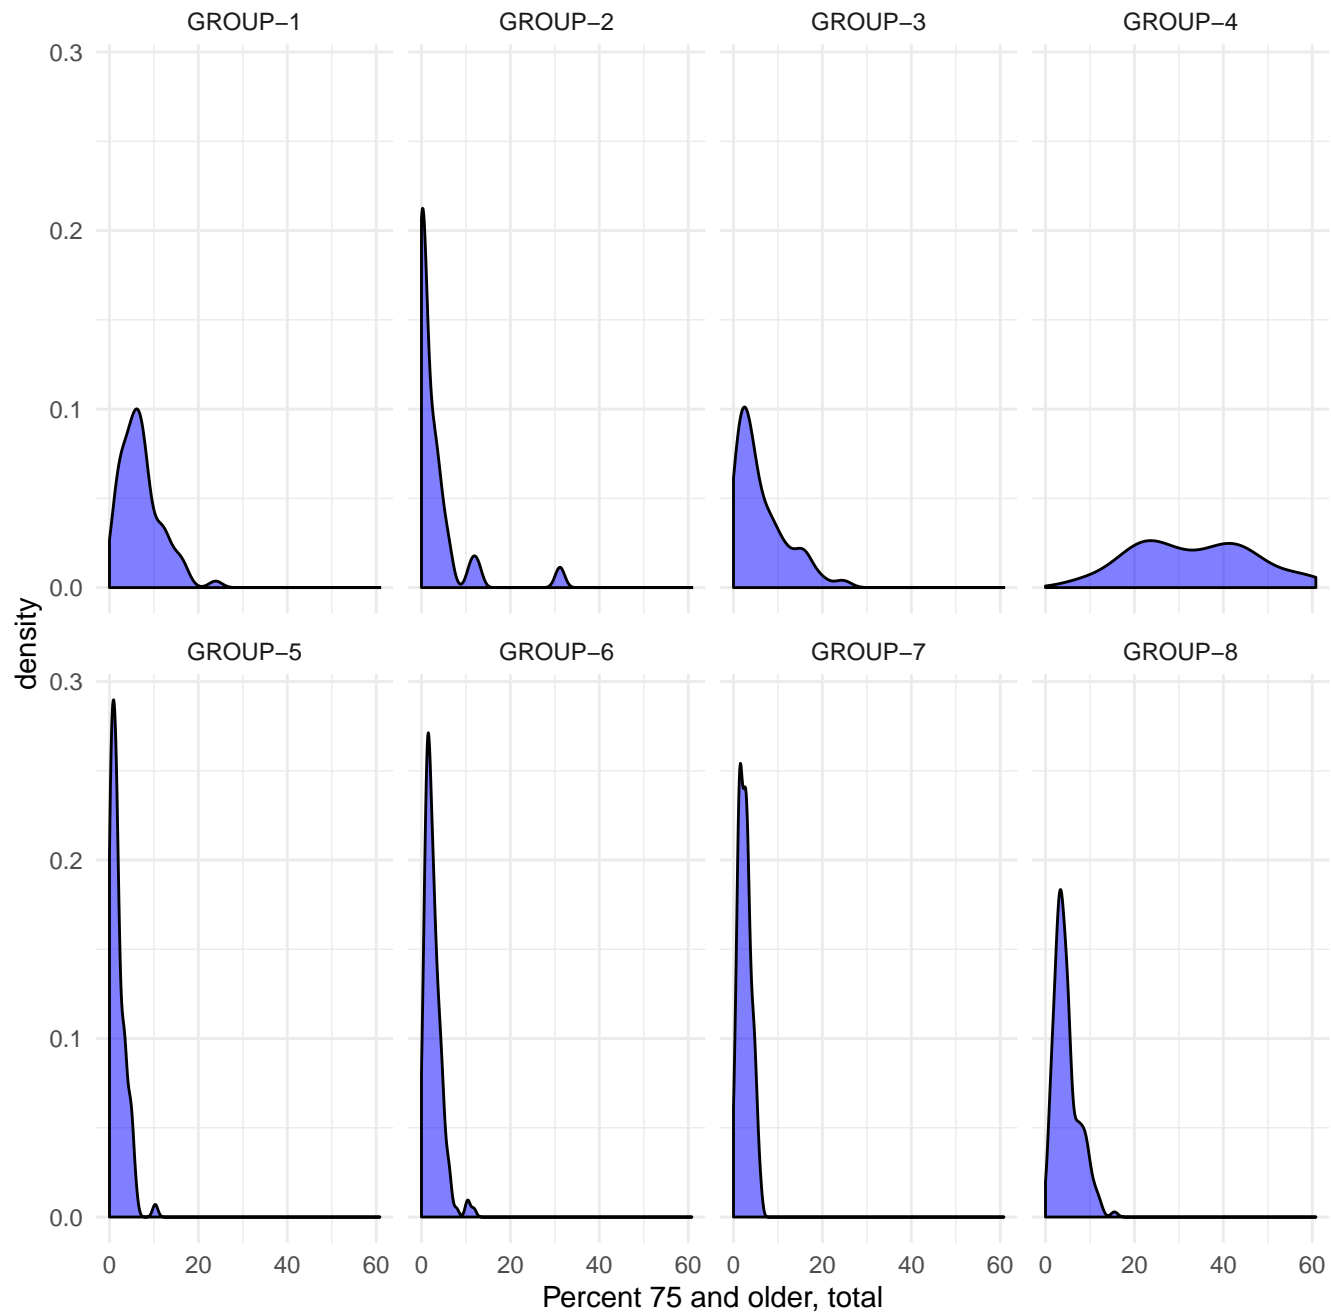 GROUP−1 GROUP−2 GROUP−3 GROUP−4
0.3
0.2
0.1
0.0
density
GROUP−5 GROUP−6 GROUP−7 GROUP−8
0.3
0.2
0.1
0.0
0 20 40 60 0 20 40 60 0 20 40 60 0 20 40 60
Percent 75 and older, total